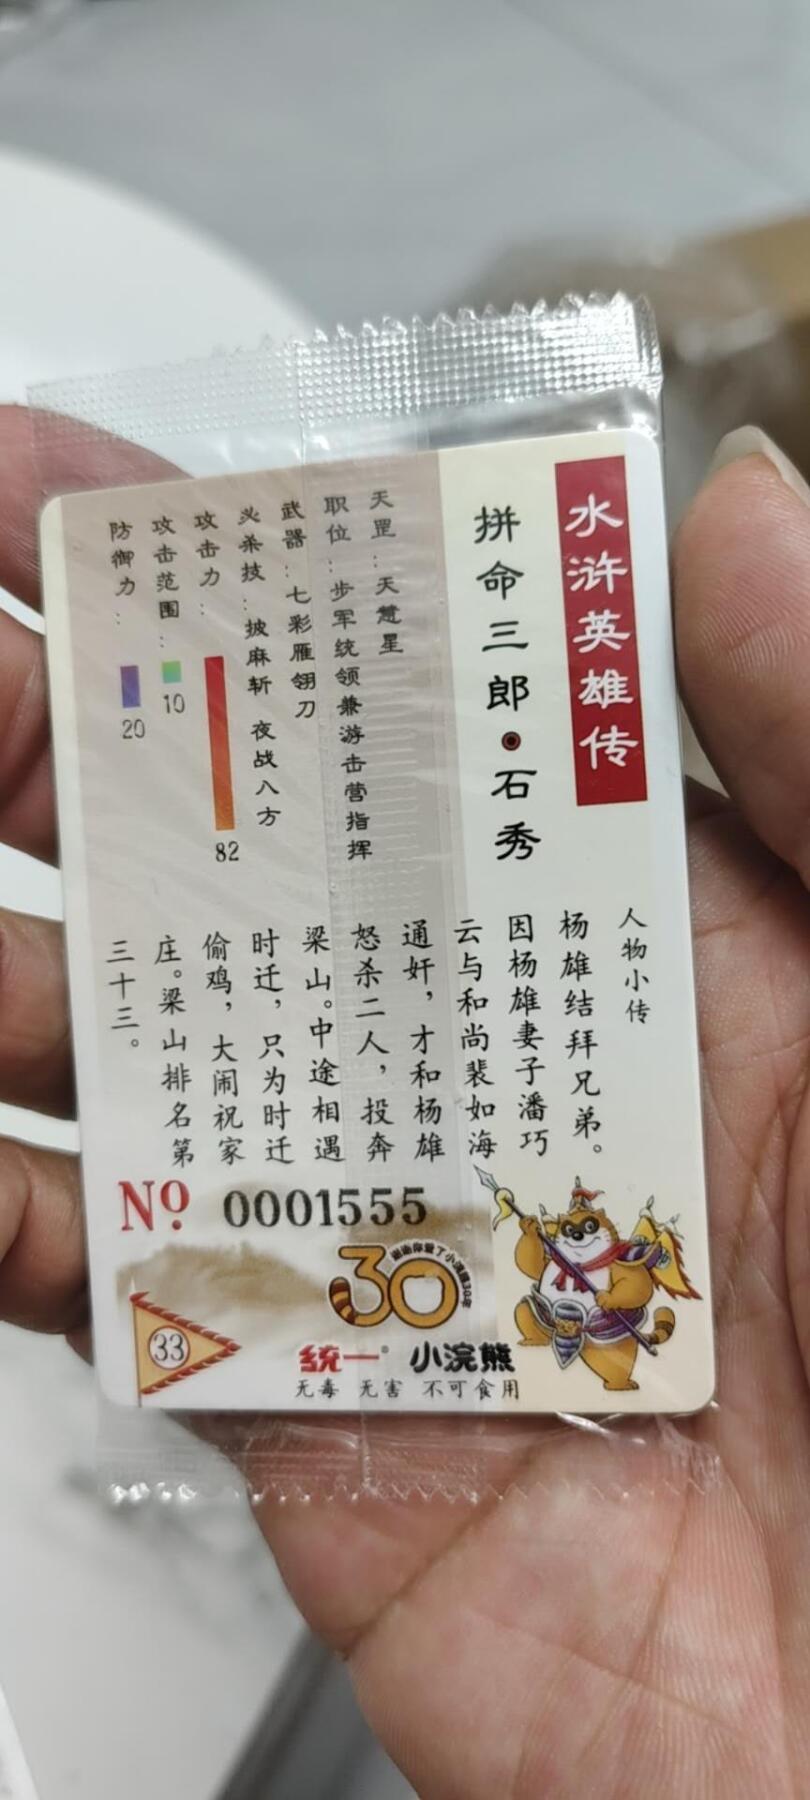 水浒英雄传
拼命三郎·石秀
天罡：天慧星
职位：步军统领兼游击营指挥
武器：七彩雁翎刀
必杀技：披麻斩 夜战八方
攻击力：
82
攻击范围：
10
防御力：
20
人物小传
杨雄结拜兄弟。
因杨雄妻子潘巧
云与和尚裴如海
通奸，才和杨雄
怒杀二人，投奔
梁山。中途相遇
时迁，只为时迁
偷鸡，大闹祝家
庄。梁山排名第
三十三。
No. 0001555
30
33
统一® 小浣熊
无毒 无害 不可食用